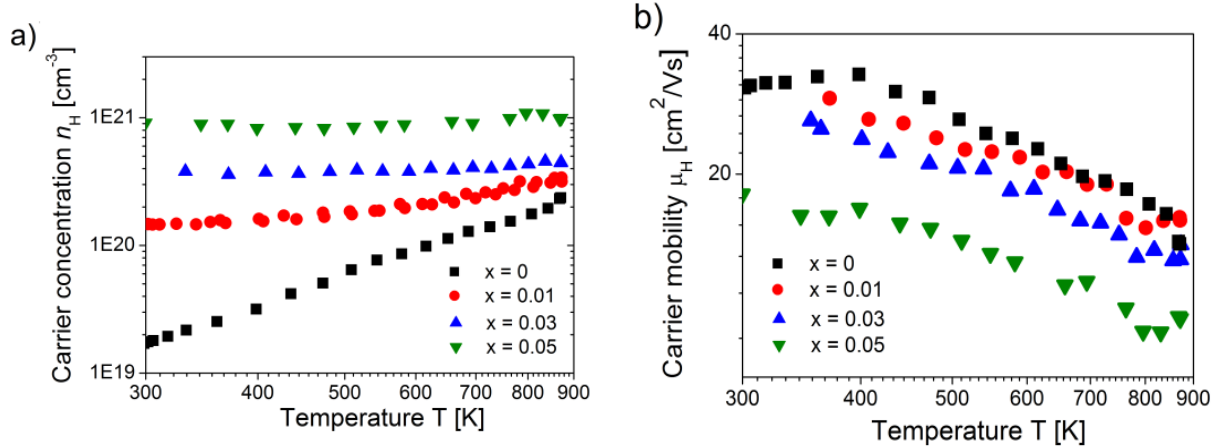 a)
Carrier concentration n_H [cm^-3]
1E21
1E20
1E19
x = 0
x = 0.01
x = 0.03
x = 0.05
300 400 500 600 700 800 900
Temperature T [K]
b)
Carrier mobility μ_H [cm^2/Vs]
40
20
x = 0
x = 0.01
x = 0.03
x = 0.05
300 400 500 600 700 800 900
Temperature T [K]